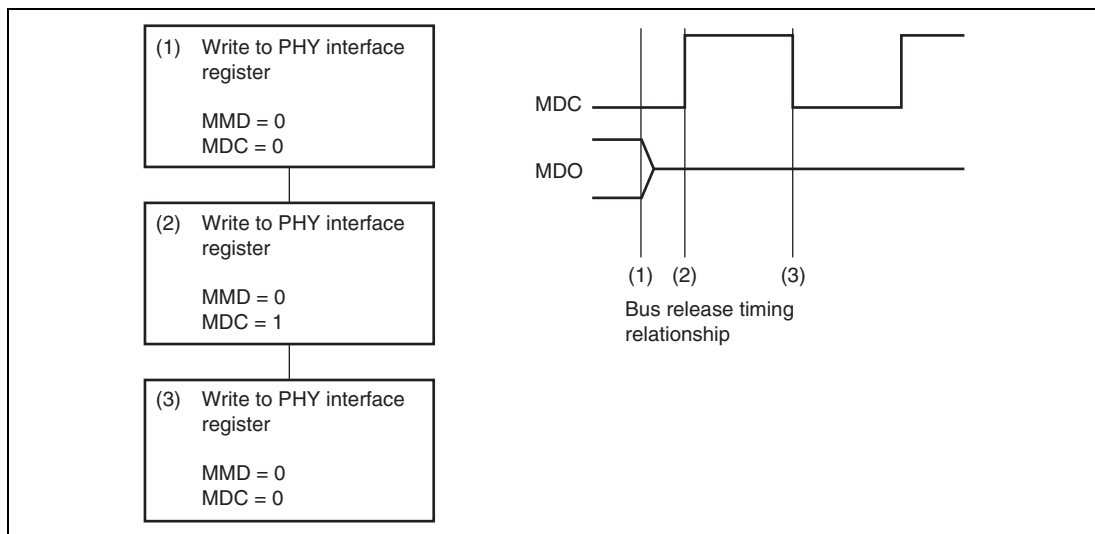 (1) Write to PHY interface
register
MMD = 0
MDC = 0
(2) Write to PHY interface
register
MMD = 0
MDC = 1
(3) Write to PHY interface
register
MMD = 0
MDC = 0
MDC
MDO
(1) (2) (3)
Bus release timing
relationship